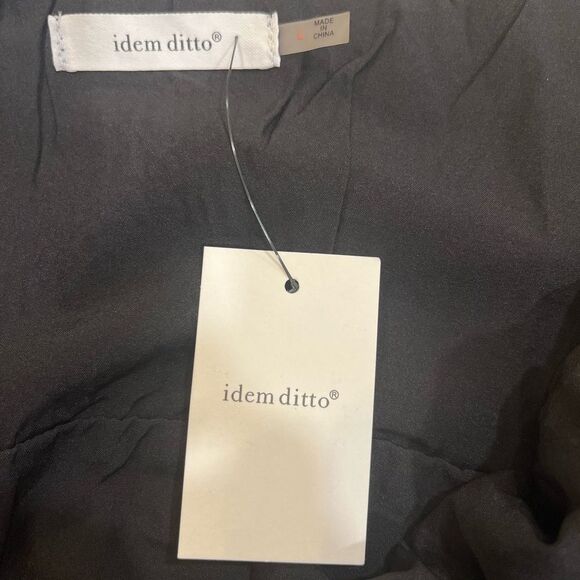 idem ditto®
L
MADE
IN
CHINA
idem ditto®